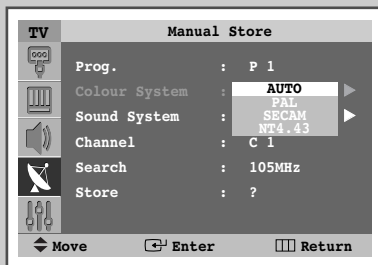 TV Manual Store
Prog. : P 1
Colour System : AUTO
PAL
Sound System : SECAM
NT4.43
Channel : C 1
Search : 105MHz
Store : ?
Move Enter Return